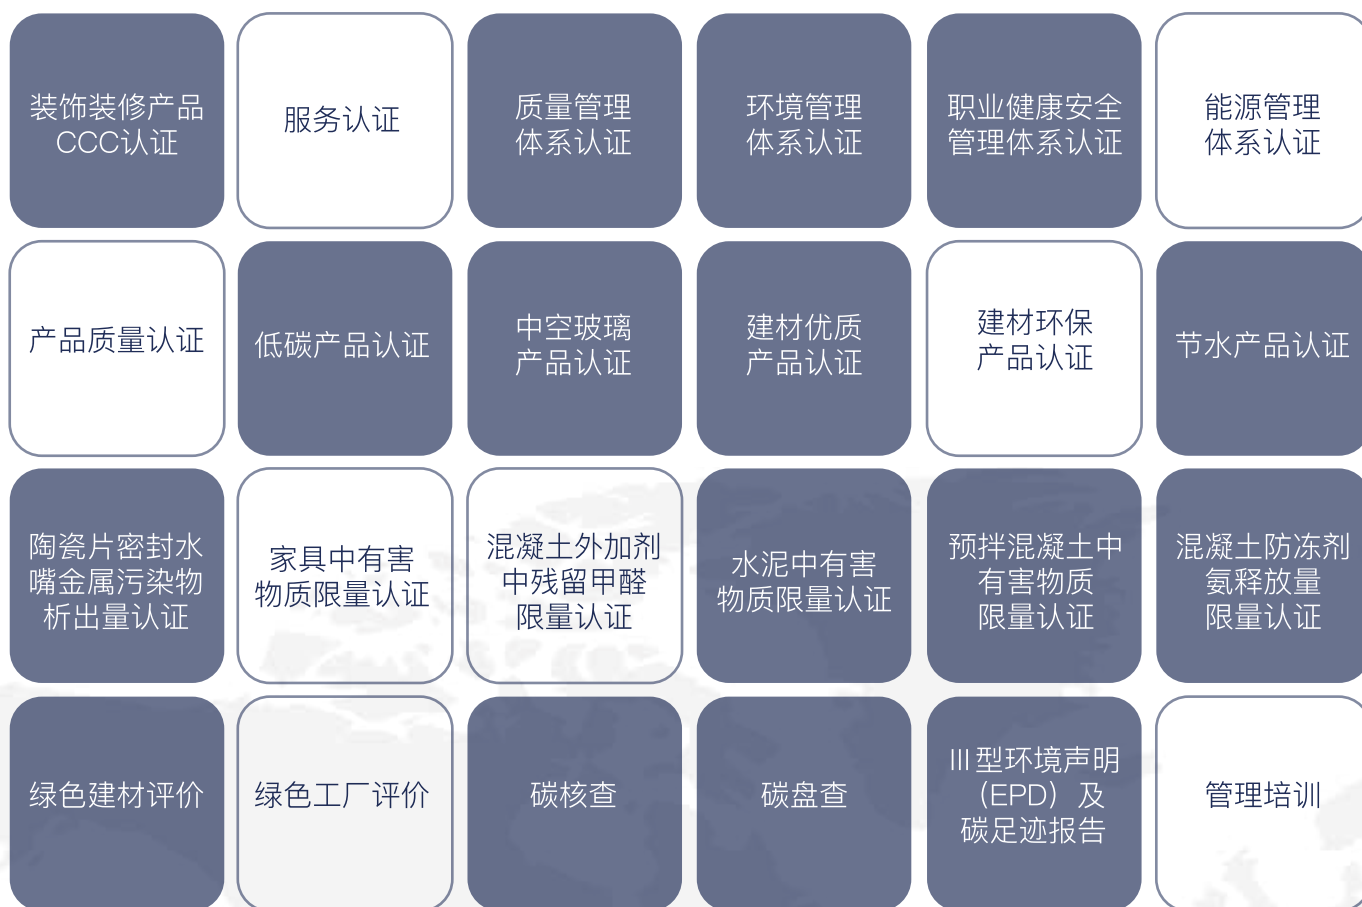 装饰装修产品
CCC认证
服务认证
质量管理
体系认证
环境管理
体系认证
职业健康安全
管理体系认证
能源管理
体系认证
产品质量认证
低碳产品认证
中空玻璃
产品认证
建材优质
产品认证
建材环保
产品认证
节水产品认证
陶瓷片密封水
嘴金属污染物
析出量认证
家具中有害
物质限量认证
混凝土外加剂
中残留甲醛
限量认证
水泥中有害
物质限量认证
预拌混凝土中
有害物质
限量认证
混凝土防冻剂
氨释放量
限量认证
绿色建材评价
绿色工厂评价
碳核查
碳盘查
III型环境声明
（EPD）及
碳足迹报告
管理培训